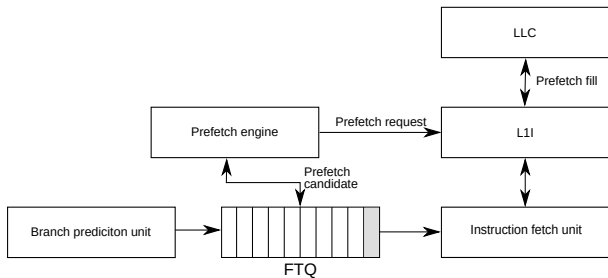 LLC
Prefetch fill
Prefetch engine
Prefetch request
L1I
Prefetch
candidate
Branch prediciton unit
Instruction fetch unit
FTQ